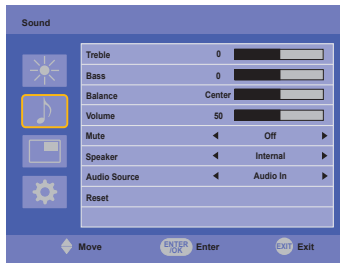 Sound
Treble 0
Bass 0
Balance Center
Volume 50
Mute Off
Speaker Internal
Audio Source Audio In
Reset
Move ENTER /OK Enter EXIT Exit